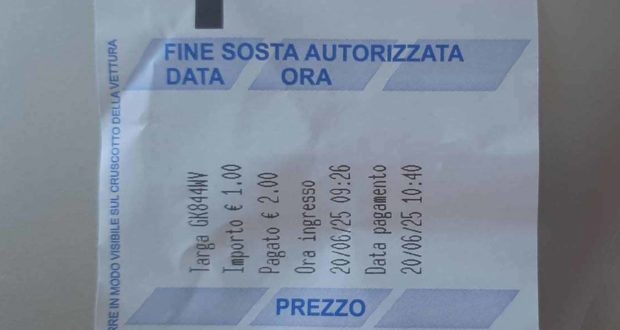 FINE SOSTA AUTORIZZATA
DATA ORA
Targa GK844WV
Importo € 1.00
Pagato € 2.00
Ora ingresso
20/06/25 09:26
Data pagamento
20/06/25 10:40
PREZZO
RRE IN MODO VISIBILE SUL CRUSCOTTO DELLA VETTURA